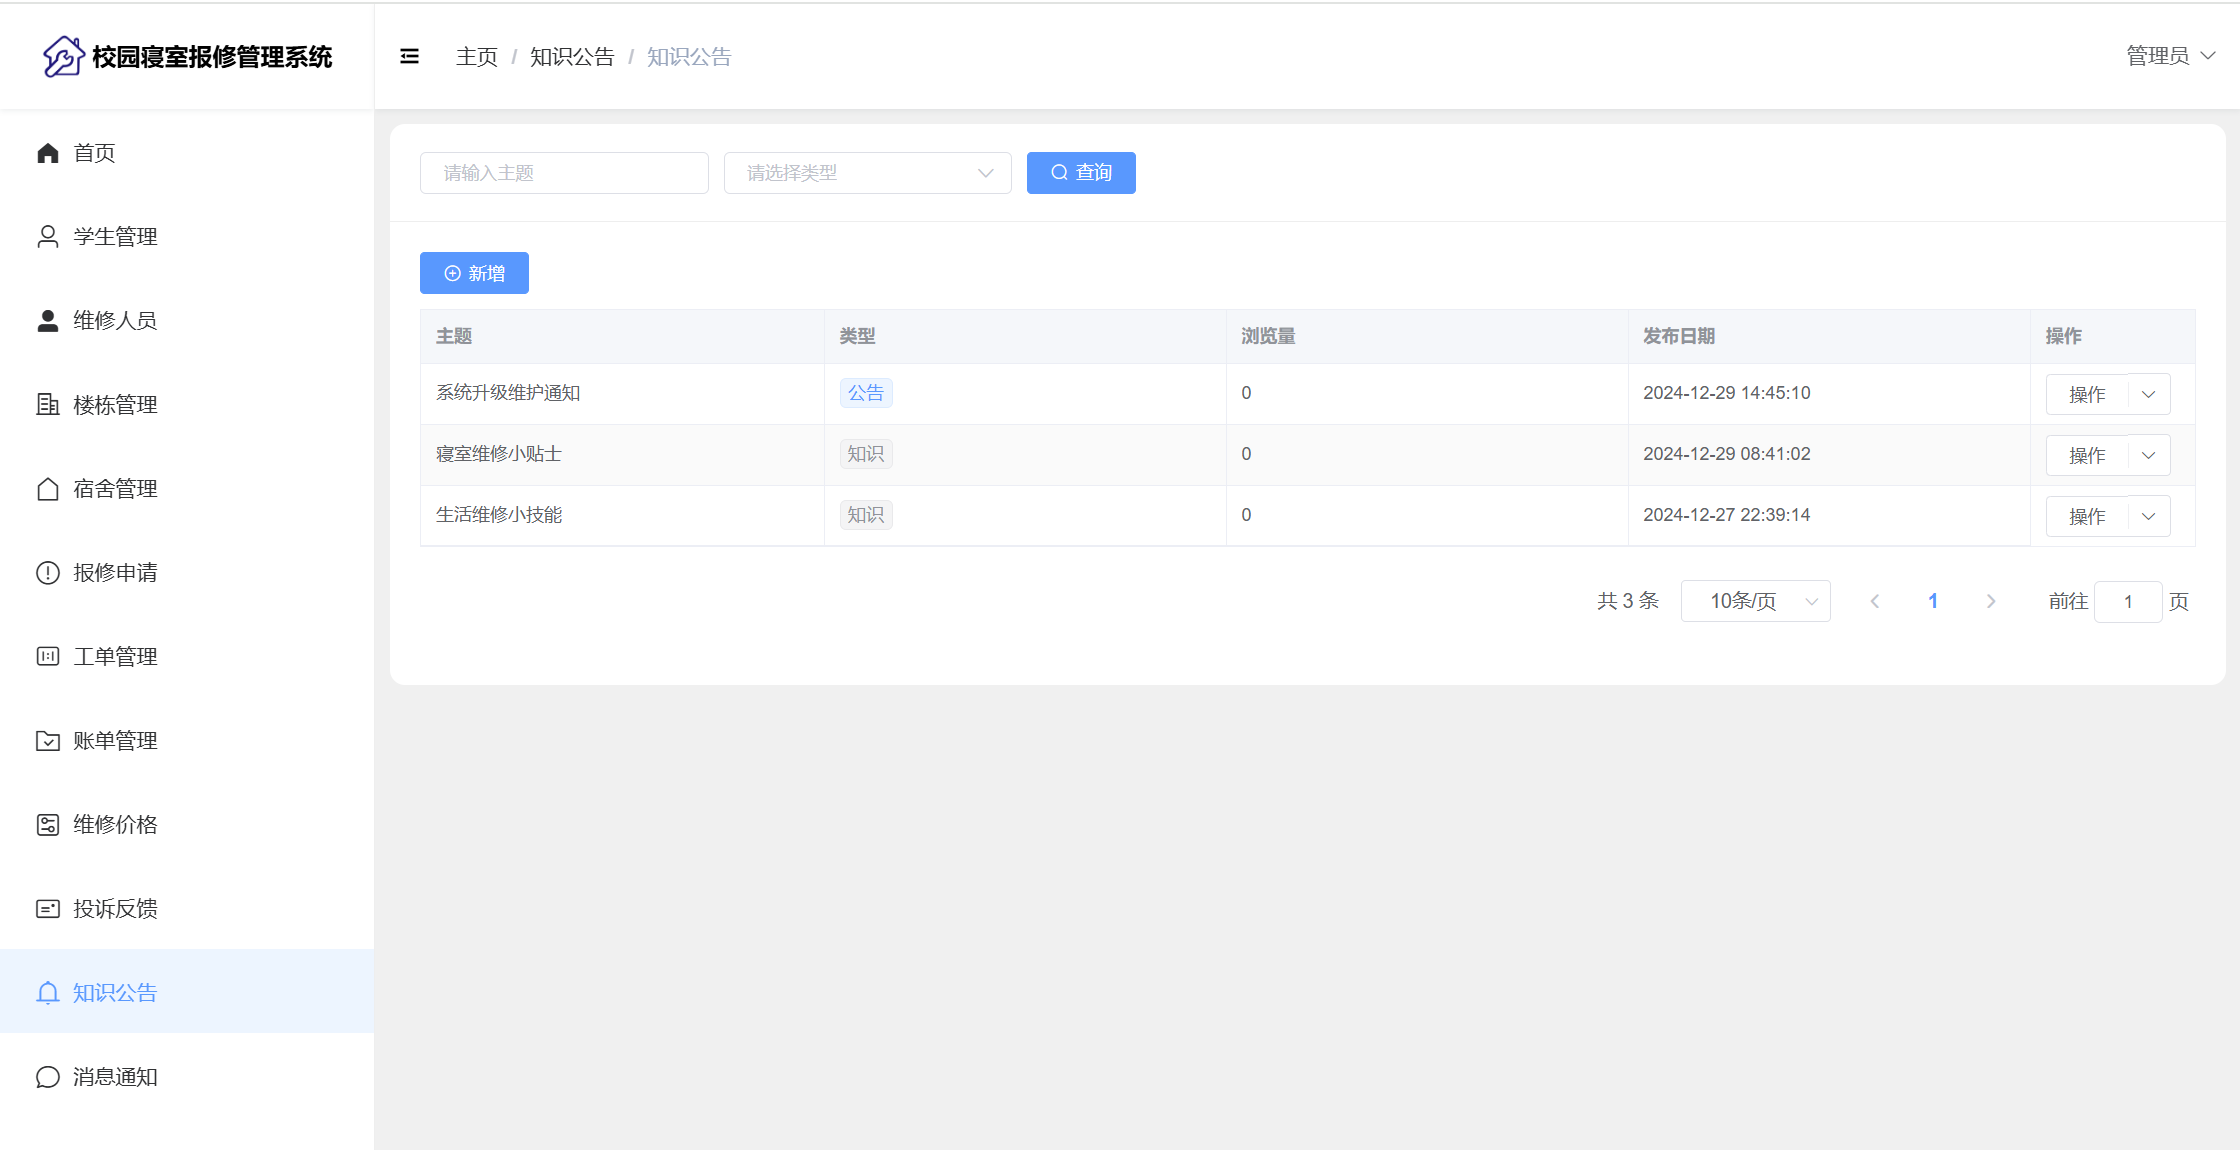 校园寝室报修管理系统
主页 / 知识公告 / 知识公告
管理员
首页
学生管理
维修人员
楼栋管理
宿舍管理
报修申请
工单管理
账单管理
维修价格
投诉反馈
知识公告
消息通知
请输入主题 请选择类型 查询
新增
主题 类型 浏览量 发布日期 操作
系统升级维护通知 公告 0 2024-12-29 14:45:10 操作
寝室维修小贴士 知识 0 2024-12-29 08:41:02 操作
生活维修小技能 知识 0 2024-12-27 22:39:14 操作
共 3 条 10条/页 1 前往 1 页